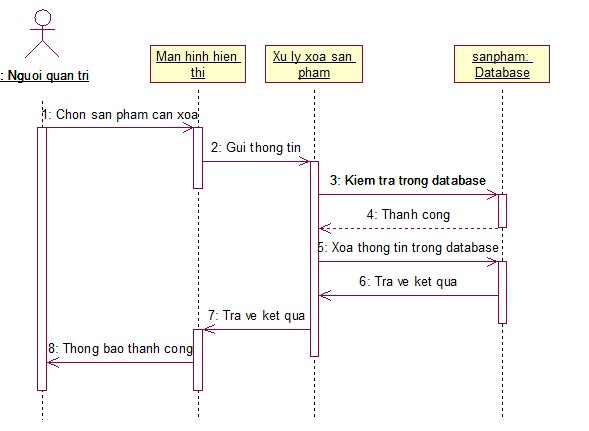 : Nguoi quan tri
Man hinh hien
thi
Xu ly xoa san
pham
sanpham:
Database
1: Chon san pham can xoa
2: Gui thong tin
3: Kiem tra trong database
4: Thanh cong
5: Xoa thong tin trong database
6: Tra ve ket qua
7: Tra ve ket qua
8: Thong bao thanh cong